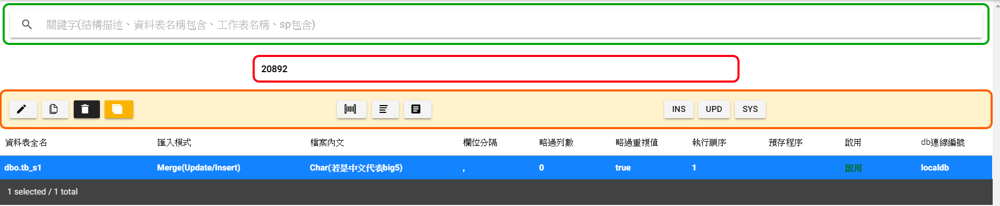 關鍵字(結構描述、資料表名稱包含、工作表名稱、sp包含)
20892
INS UPD SYS
資料表全名 匯入模式 檔案內文 欄位分隔 略過列數 略過重複值 執行順序 預存程序 啟用 db連線編號
dbo.tb_s1 Merge(Update/Insert) Char(若是中文代表big5) , 0 true 1 啟用 localdb
1 selected / 1 total